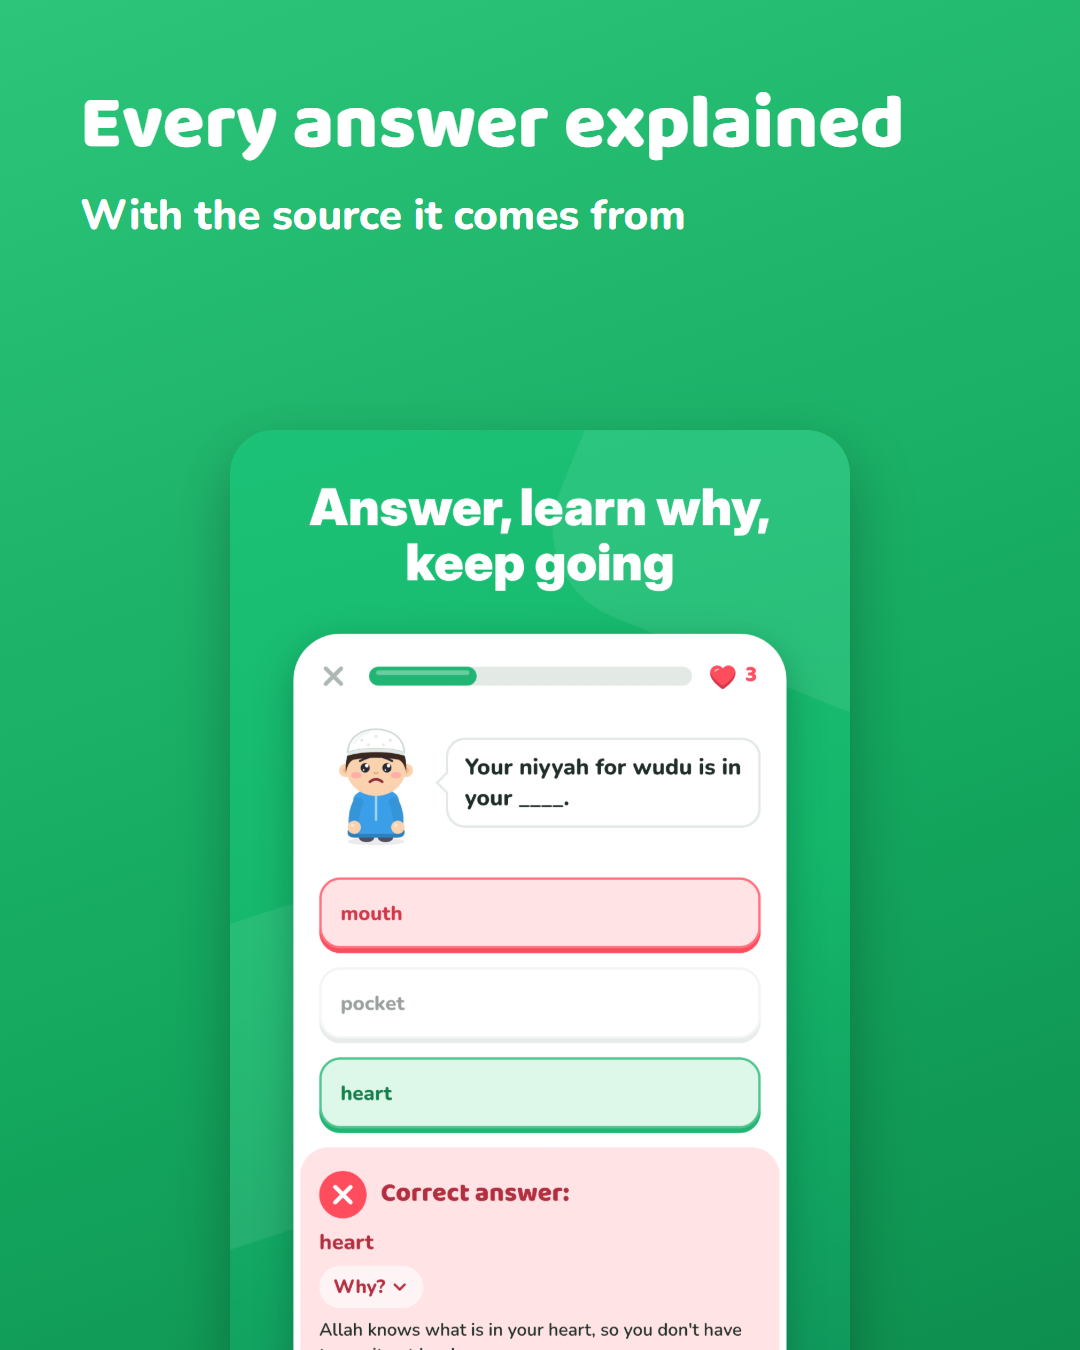 Every answer explained
With the source it comes from
Answer, learn why,
keep going
3
Your niyyah for wudu is in
your ____.
mouth
pocket
heart
Correct answer:
heart
Why?
Allah knows what is in your heart, so you don't have